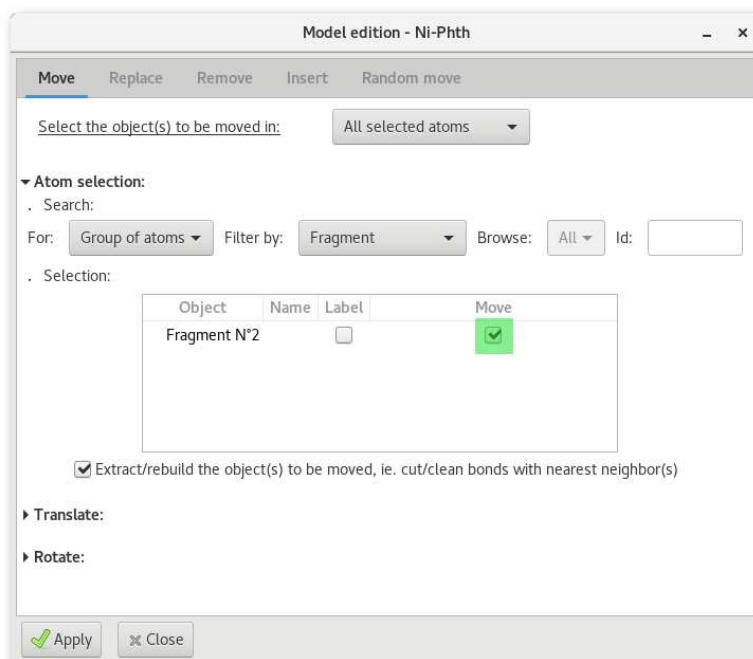 Model edition - Ni-Phth
Move Replace Remove Insert Random move
Select the object(s) to be moved in: All selected atoms
Atom selection:
. Search:
For: Group of atoms Filter by: Fragment Browse: All Id:
. Selection:
Object Name Label Move
Fragment N°2
Extract/rebuild the object(s) to be moved, ie. cut/clean bonds with nearest neighbor(s)
Translate:
Rotate:
Apply Close